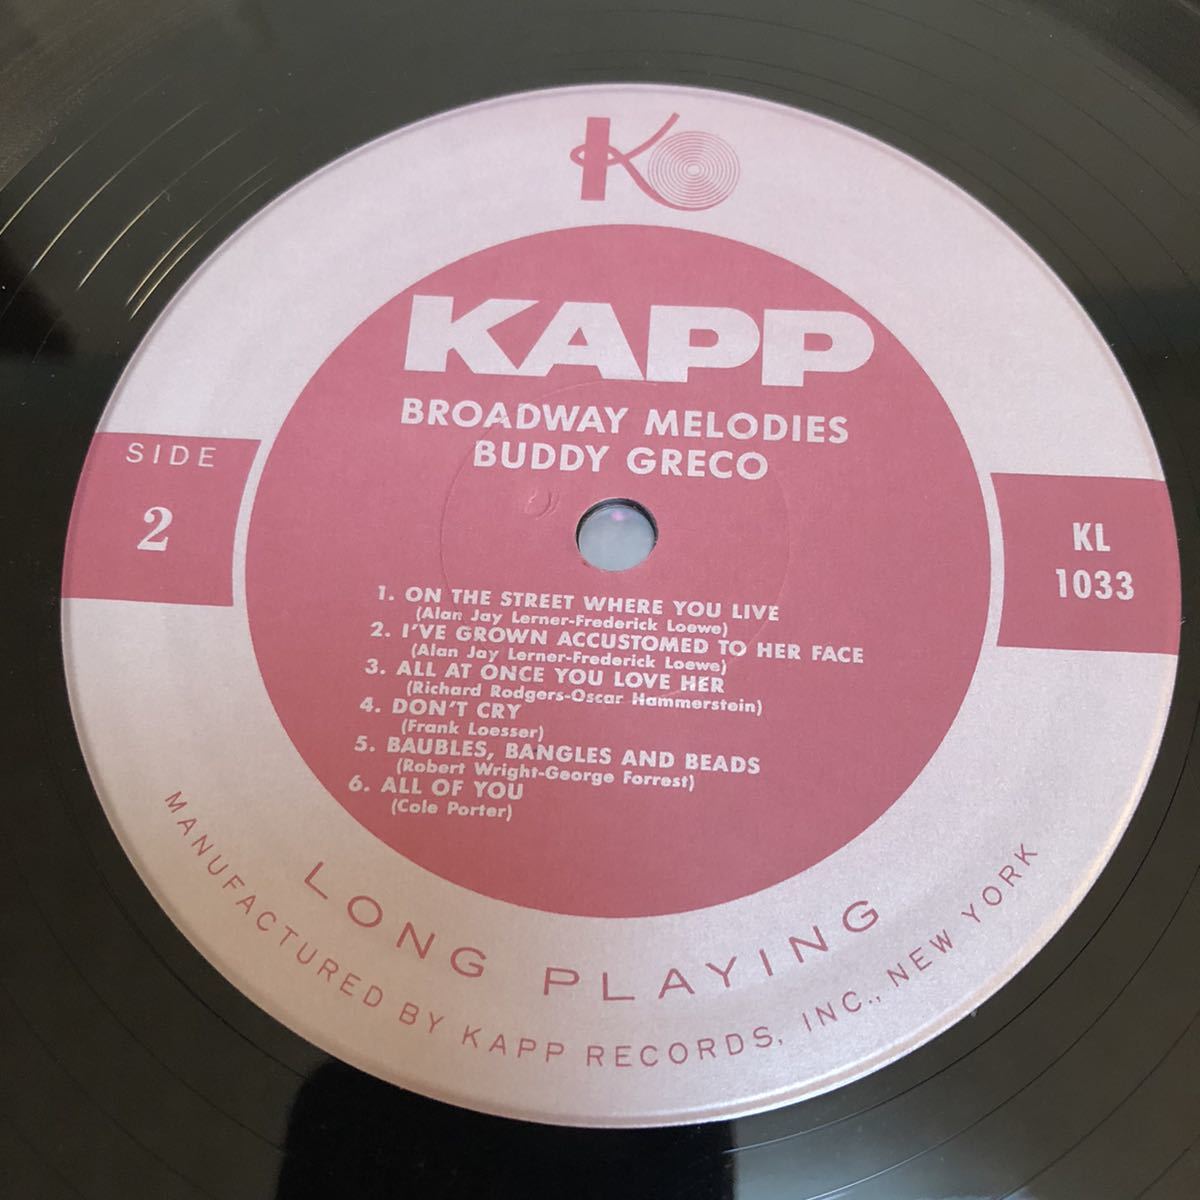 K
KAPP
BROADWAY MELODIES
BUDDY GRECO
SIDE
2
KL
1033
1. ON THE STREET WHERE YOU LIVE
(Alan Jay Lerner-Frederick Loewe)
2. I'VE GROWN ACCUSTOMED TO HER FACE
(Alan Jay Lerner-Frederick Loewe)
3. ALL AT ONCE YOU LOVE HER
(Richard Rodgers-Oscar Hammerstein)
4. DON'T CRY
(Frank Loesser)
5. BAUBLES, BANGLES AND BEADS
(Robert Wright-George Forrest)
6. ALL OF YOU
(Cole Porter)
LONG PLAYING
MANUFACTURED BY KAPP RECORDS, INC., NEW YORK